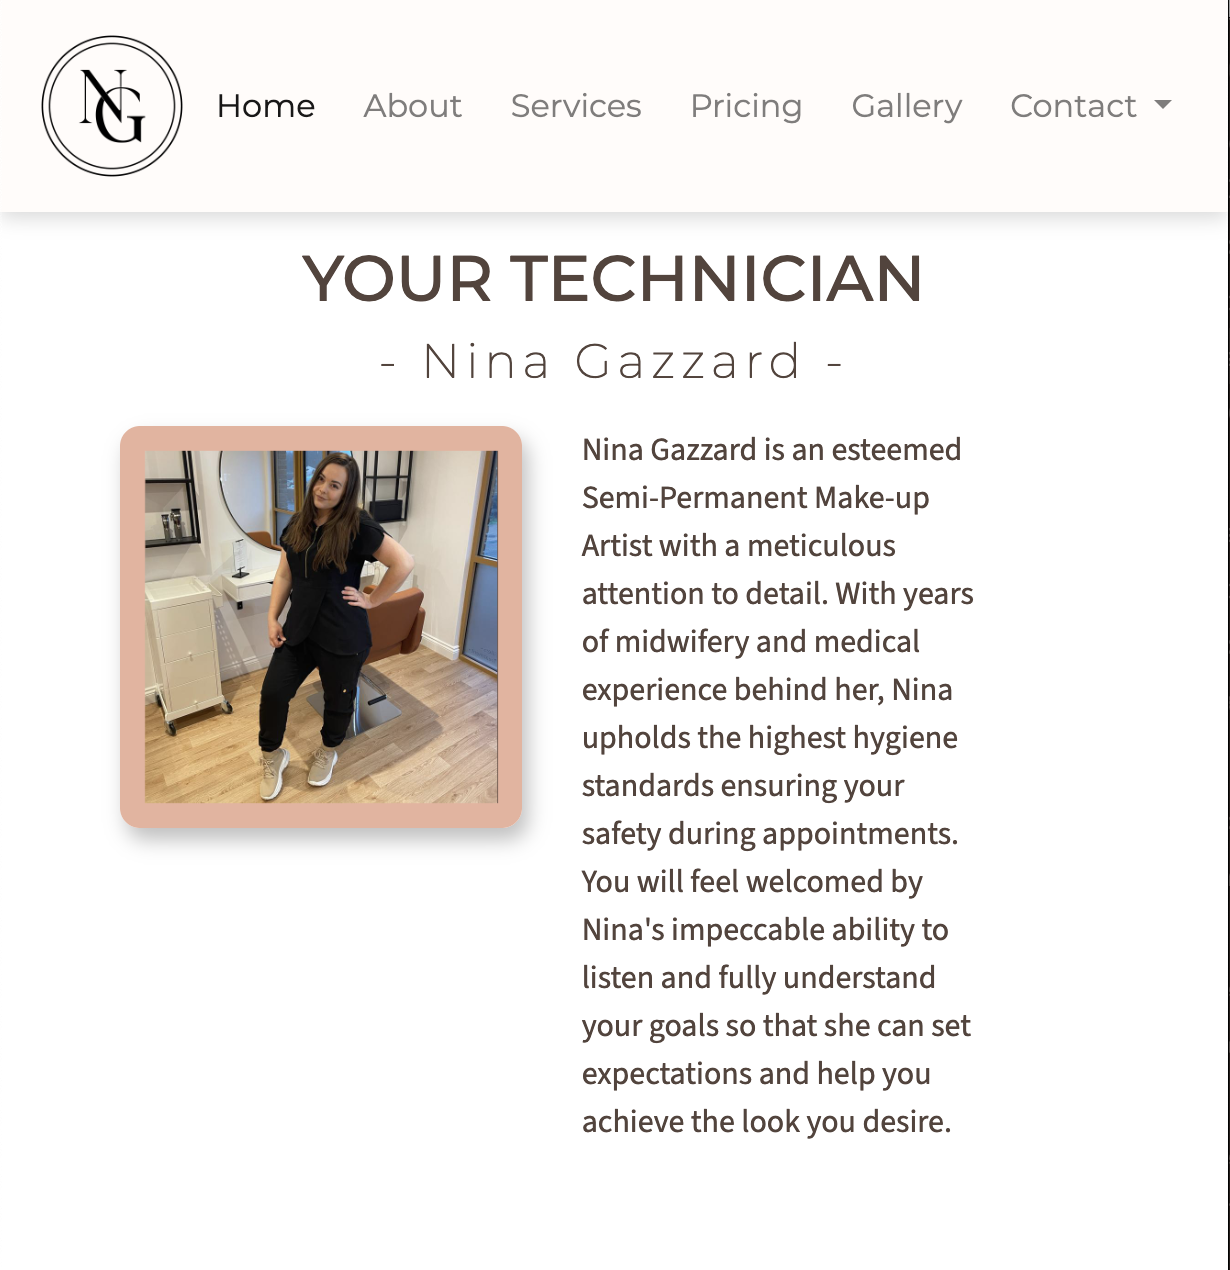 NG
Home About Services Pricing Gallery Contact
YOUR TECHNICIAN
- Nina Gazzard -
Nina Gazzard is an esteemed
Semi-Permanent Make-up
Artist with a meticulous
attention to detail. With years
of midwifery and medical
experience behind her, Nina
upholds the highest hygiene
standards ensuring your
safety during appointments.
You will feel welcomed by
Nina's impeccable ability to
listen and fully understand
your goals so that she can set
expectations and help you
achieve the look you desire.